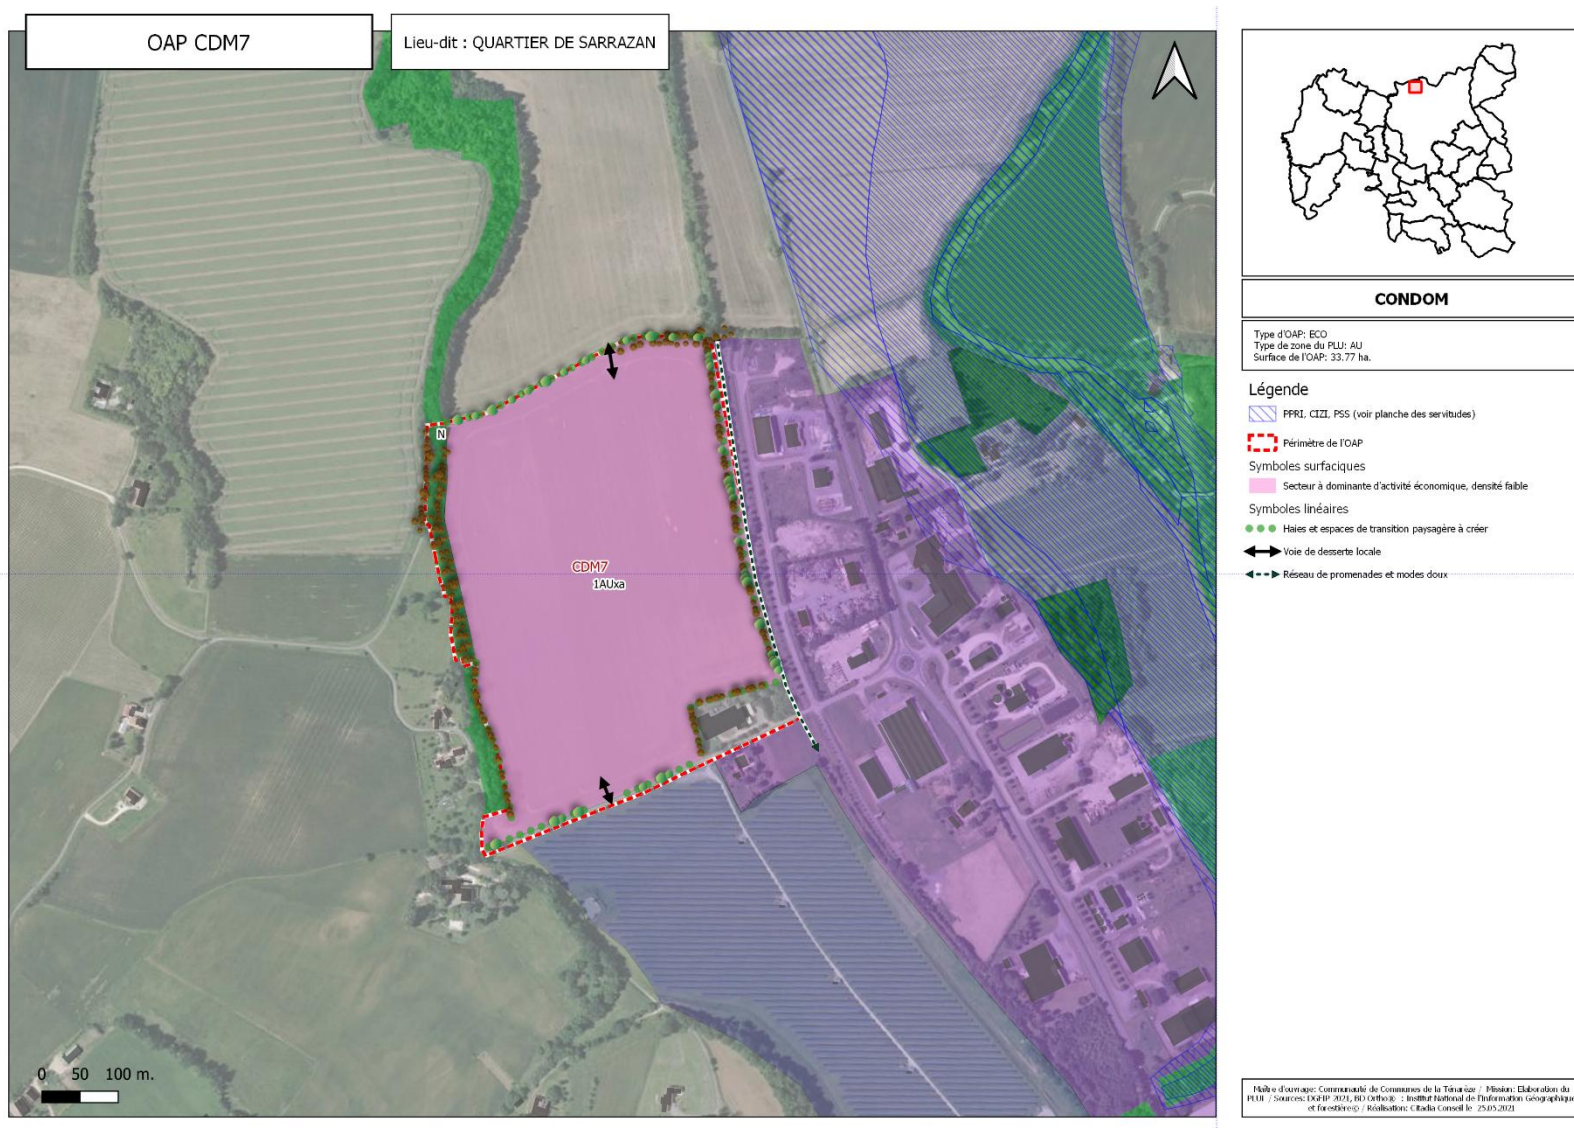 OAP CDM7
Lieu-dit : QUARTIER DE SARRAZAN
N
CDM7
1AUxa
0 50 100 m.
CONDOM
Type d'OAP: ECO
Type de zone du PLU: AU
Surface de l'OAP: 33.77 ha.
Légende
PPRI, CIZI, PSS (voir planche des servitudes)
Périmètre de l'OAP
Symboles surfaciques
Secteur à dominante d'activité économique, densité faible
Symboles linéaires
Haies et espaces de transition paysagère à créer
Voie de desserte locale
Réseau de promenades et modes doux
Maître d'ouvrage: Communauté de Communes de la Ténarèze / Mission: Elaboration du
PLUI / Sources: DGFIP 2021, BD Ortho® : Institut National de l'Information Géographique
et forestière© / Réalisation: Citadia Conseil le 25.05.2021